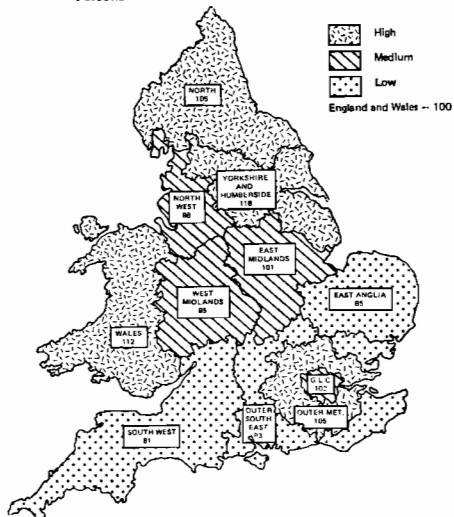 High
Medium
Low
England and Wales -- 100
NORTH
105
YORKSHIRE
AND
HUMBERSIDE
118
NORTH
WEST
98
EAST
MIDLANDS
101
WEST
MIDLANDS
95
EAST ANGLIA
85
WALES
112
G L C
102
OUTER MET.
105
OUTER
SOUTH
EAST
SOUTH WEST
81